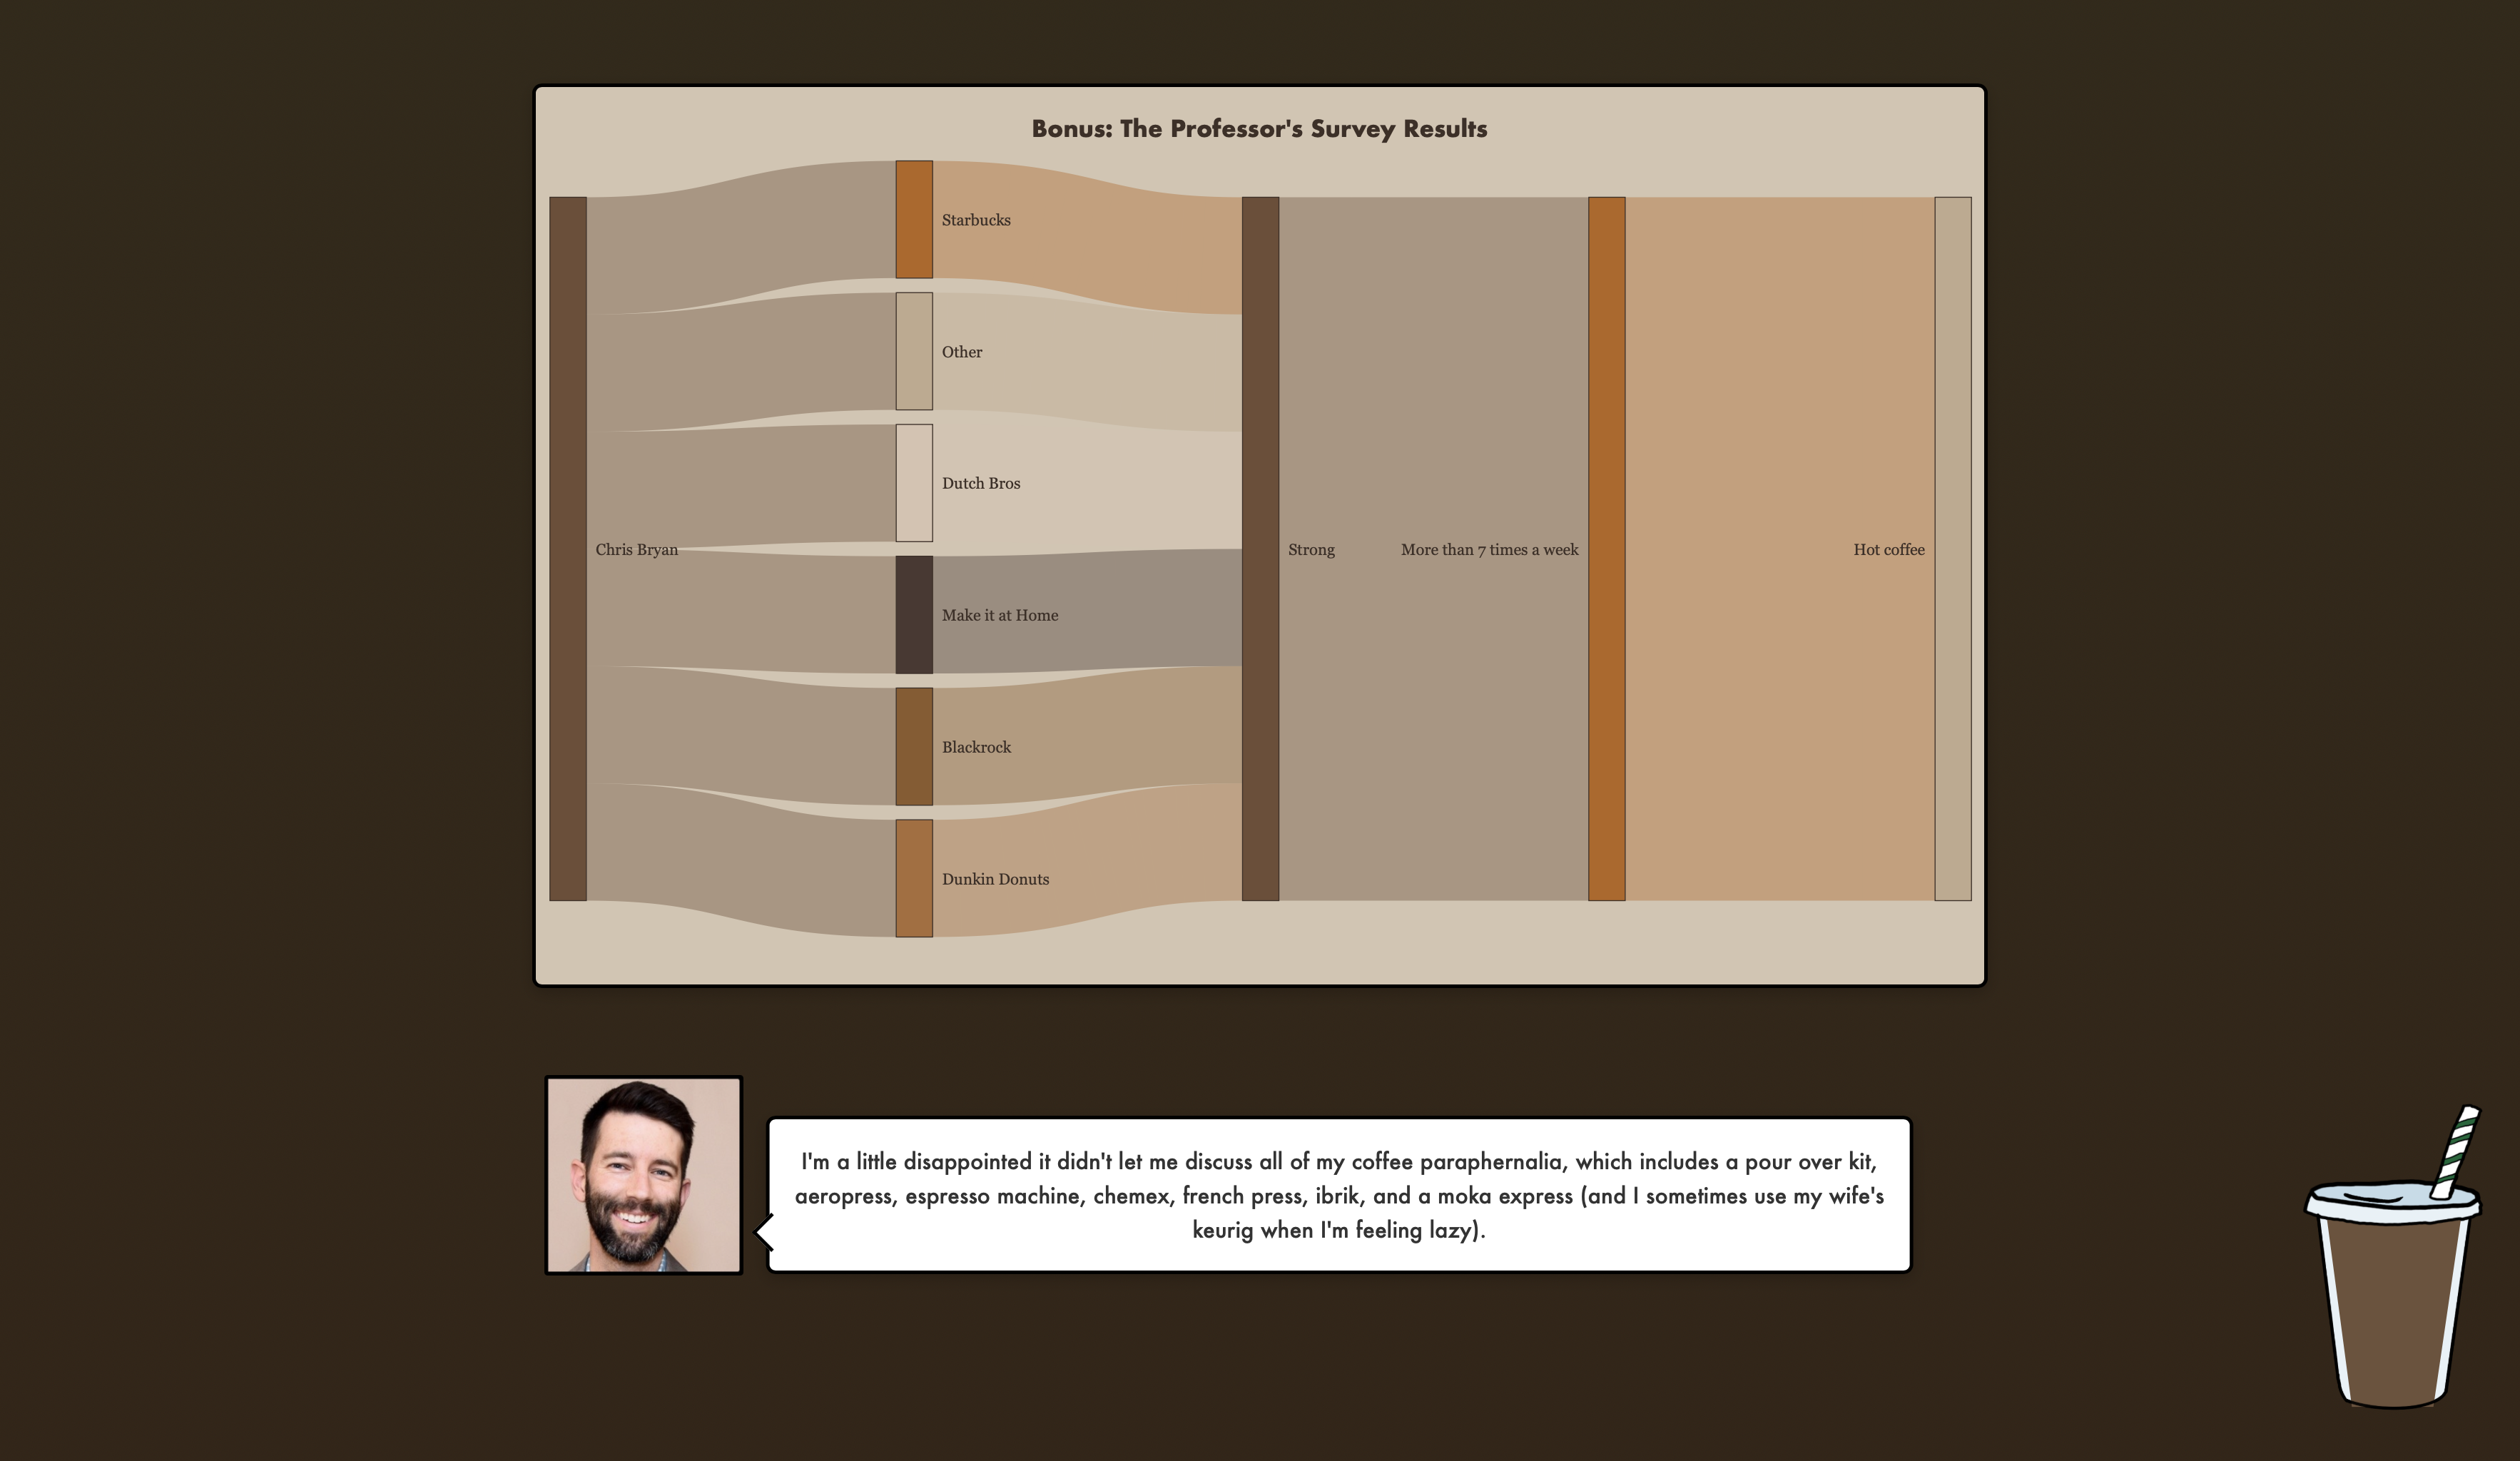 Bonus: The Professor's Survey Results
Starbucks
Other
Dutch Bros
Chris Bryan
Strong
More than 7 times a week
Hot coffee
Make it at Home
Blackrock
Dunkin Donuts
I'm a little disappointed it didn't let me discuss all of my coffee paraphernalia, which includes a pour over kit,
aeropress, espresso machine, chemex, french press, ibrik, and a moka express (and I sometimes use my wife's
keurig when I'm feeling lazy).